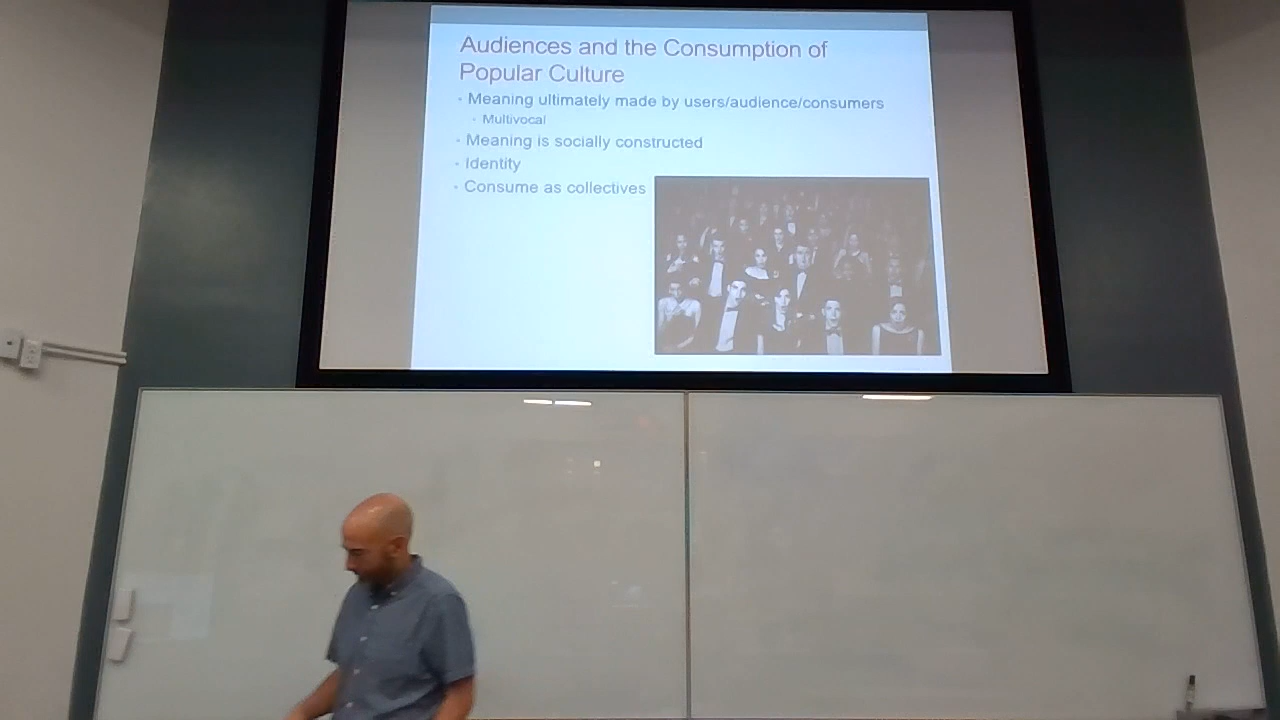 Audiences and the Consumption of
Popular Culture
Meaning ultimately made by users/audience/consumers
Multivocal
Meaning is socially constructed
Identity
Consume as collectives